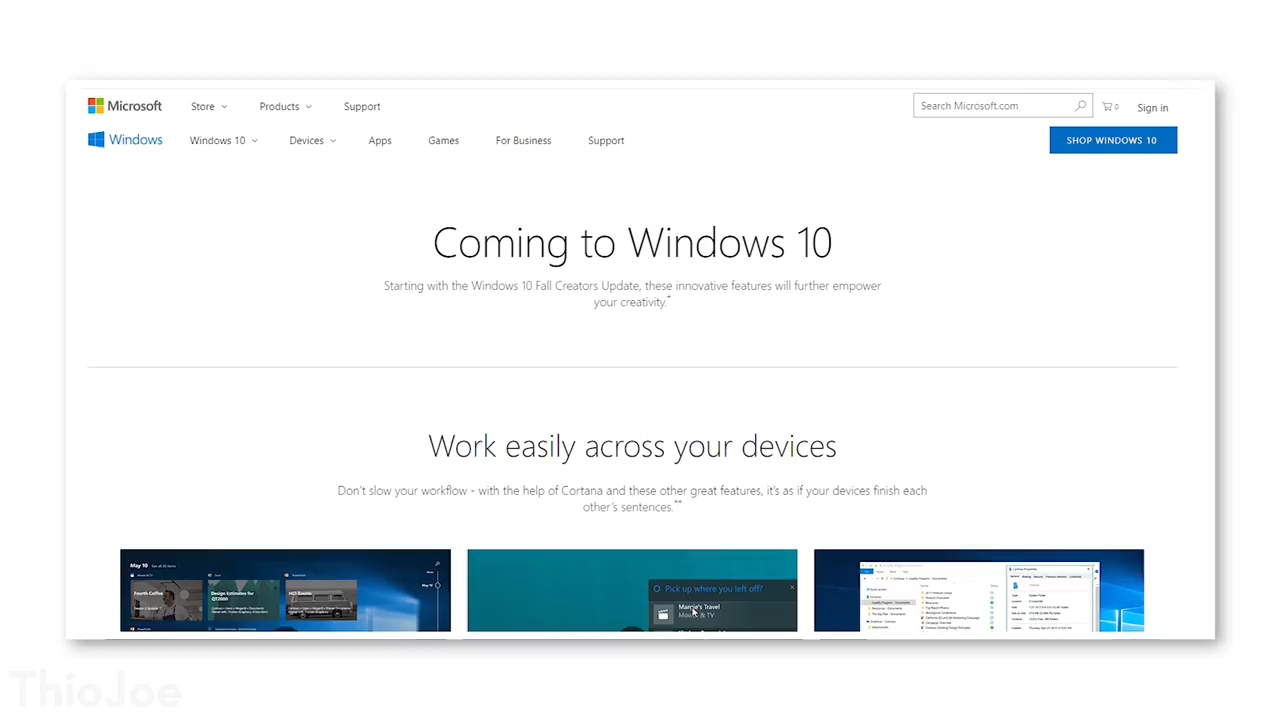 Microsoft Store Products Support Search Microsoft.com 0 Sign in
Windows Windows 10 Devices Apps Games For Business Support SHOP WINDOWS 10
Coming to Windows 10
Starting with the Windows 10 Fall Creators Update, these innovative features will further empower
your creativity.*
Work easily across your devices
Don't slow your workflow - with the help of Cortana and these other great features, it's as if your devices finish each
other's sentences.**
May 10
Fourth Coffee
Design Estimates for
QT2000
Pick up where you left off?
Margie's Travel
Movies & TV
ThioJoe